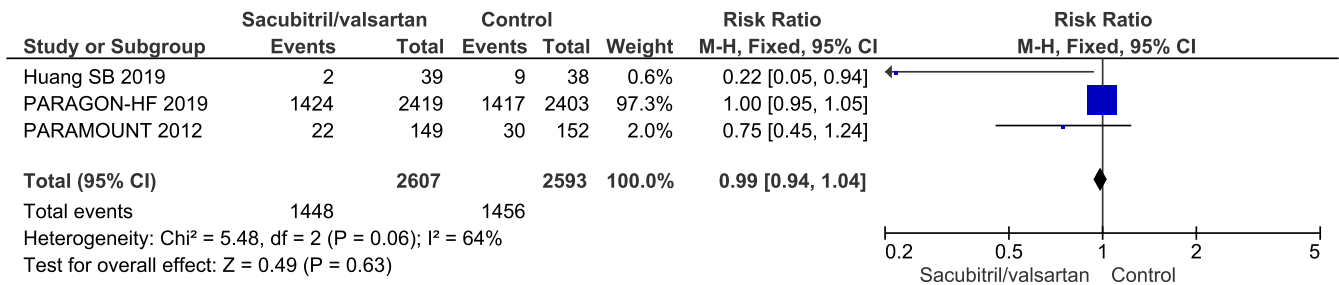 Sacubitril/valsartan Control Risk Ratio Risk Ratio
Study or Subgroup Events Total Events Total Weight M-H, Fixed, 95% CI M-H, Fixed, 95% CI
Huang SB 2019 2 39 9 38 0.6% 0.22 [0.05, 0.94]
PARAGON-HF 2019 1424 2419 1417 2403 97.3% 1.00 [0.95, 1.05]
PARAMOUNT 2012 22 149 30 152 2.0% 0.75 [0.45, 1.24]
Total (95% CI) 2607 2593 100.0% 0.99 [0.94, 1.04]
Total events 1448 1456
Heterogeneity: Chi² = 5.48, df = 2 (P = 0.06); I² = 64%
Test for overall effect: Z = 0.49 (P = 0.63)
0.2 0.5 1 2 5
Sacubitril/valsartan Control